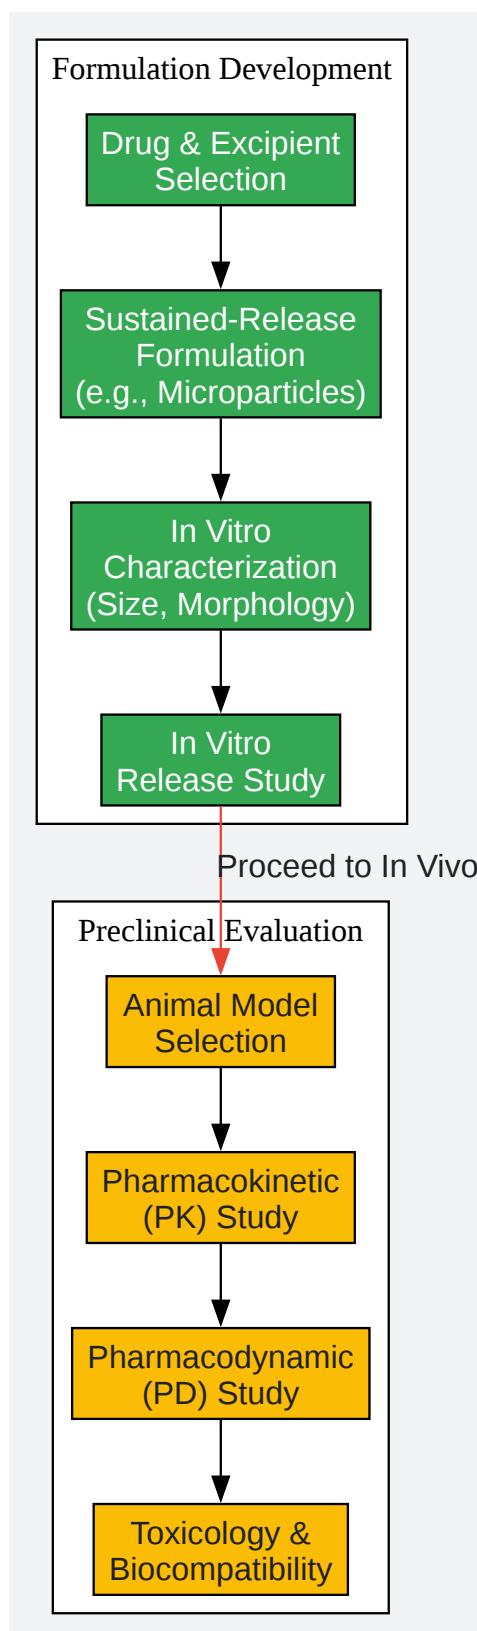 Formulation Development
Drug & Excipient
Selection
Sustained-Release
Formulation
(e.g., Microparticles)
In Vitro
Characterization
(Size, Morphology)
In Vitro
Release Study
Proceed to In Vivo
Preclinical Evaluation
Animal Model
Selection
Pharmacokinetic
(PK) Study
Pharmacodynamic
(PD) Study
Toxicology &
Biocompatibility